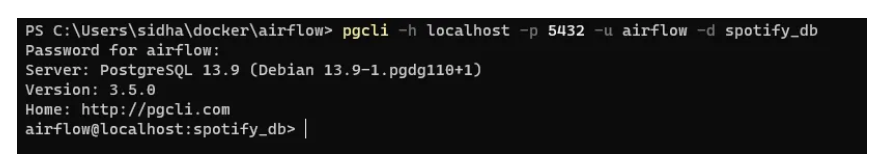 PS C:\Users\sidha\docker\airflow> pgcli -h localhost -p 5432 -u airflow -d spotify_db
Password for airflow:
Server: PostgreSQL 13.9 (Debian 13.9-1.pgdg110+1)
Version: 3.5.0
Home: http://pgcli.com
airflow@localhost:spotify_db>